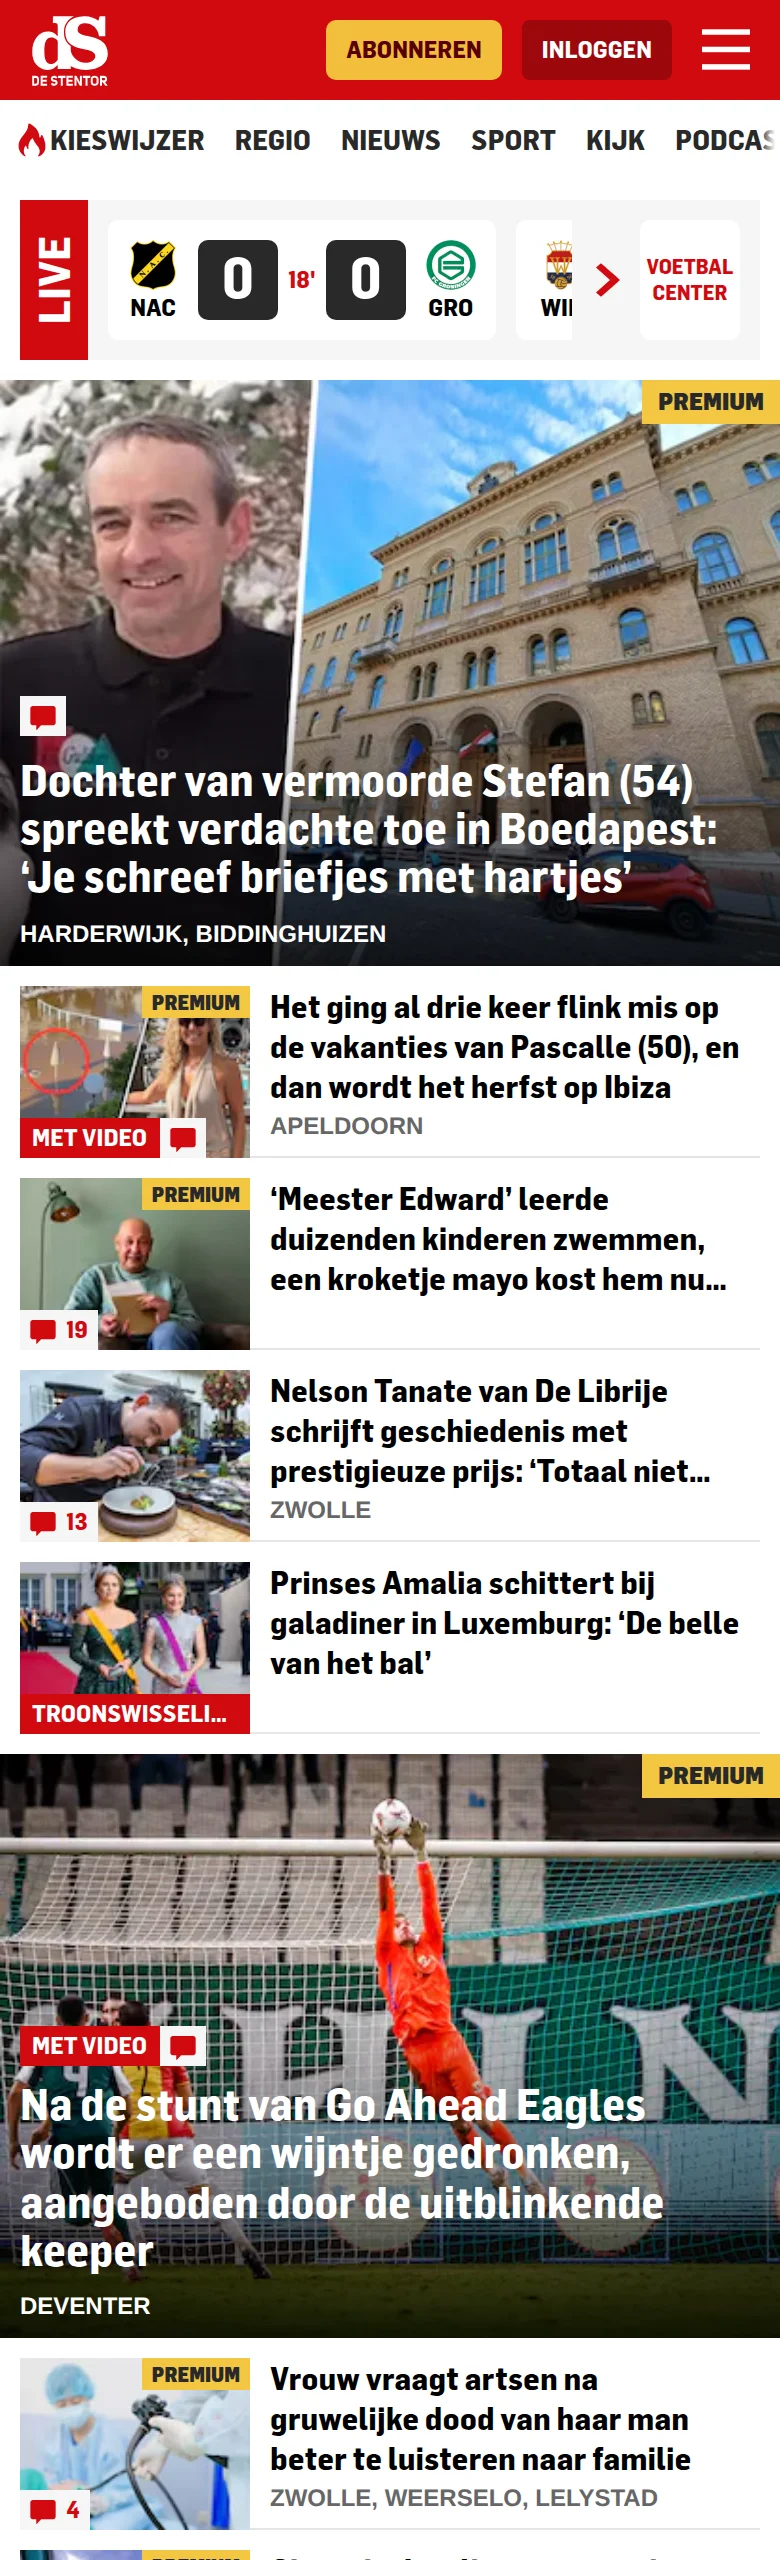 dS
DE STENTOR
ABONNEREN
INLOGGEN
KIESWIJZER
REGIO
NIEUWS
SPORT
KIJK
PODCAS
LIVE
NAC
0
18'
0
GRO
WII
VOETBAL
CENTER
PREMIUM
Dochter van vermoorde Stefan (54)
spreekt verdachte toe in Boedapest:
‘Je schreef briefjes met hartjes’
HARDERWIJK, BIDDINGHUIZEN
PREMIUM
MET VIDEO
Het ging al drie keer flink mis op
de vakanties van Pascalle (50), en
dan wordt het herfst op Ibiza
APELDOORN
PREMIUM
19
‘Meester Edward’ leerde
duizenden kinderen zwemmen,
een kroketje mayo kost hem nu...
13
Nelson Tanate van De Librije
schrijft geschiedenis met
prestigieuze prijs: ‘Totaal niet...
ZWOLLE
TROONSWISSELI...
Prinses Amalia schittert bij
galadiner in Luxemburg: ‘De belle
van het bal’
PREMIUM
MET VIDEO
Na de stunt van Go Ahead Eagles
wordt er een wijntje gedronken,
aangeboden door de uitblinkende
keeper
DEVENTER
PREMIUM
4
Vrouw vraagt artsen na
gruwelijke dood van haar man
beter te luisteren naar familie
ZWOLLE, WEERSELO, LELYSTAD